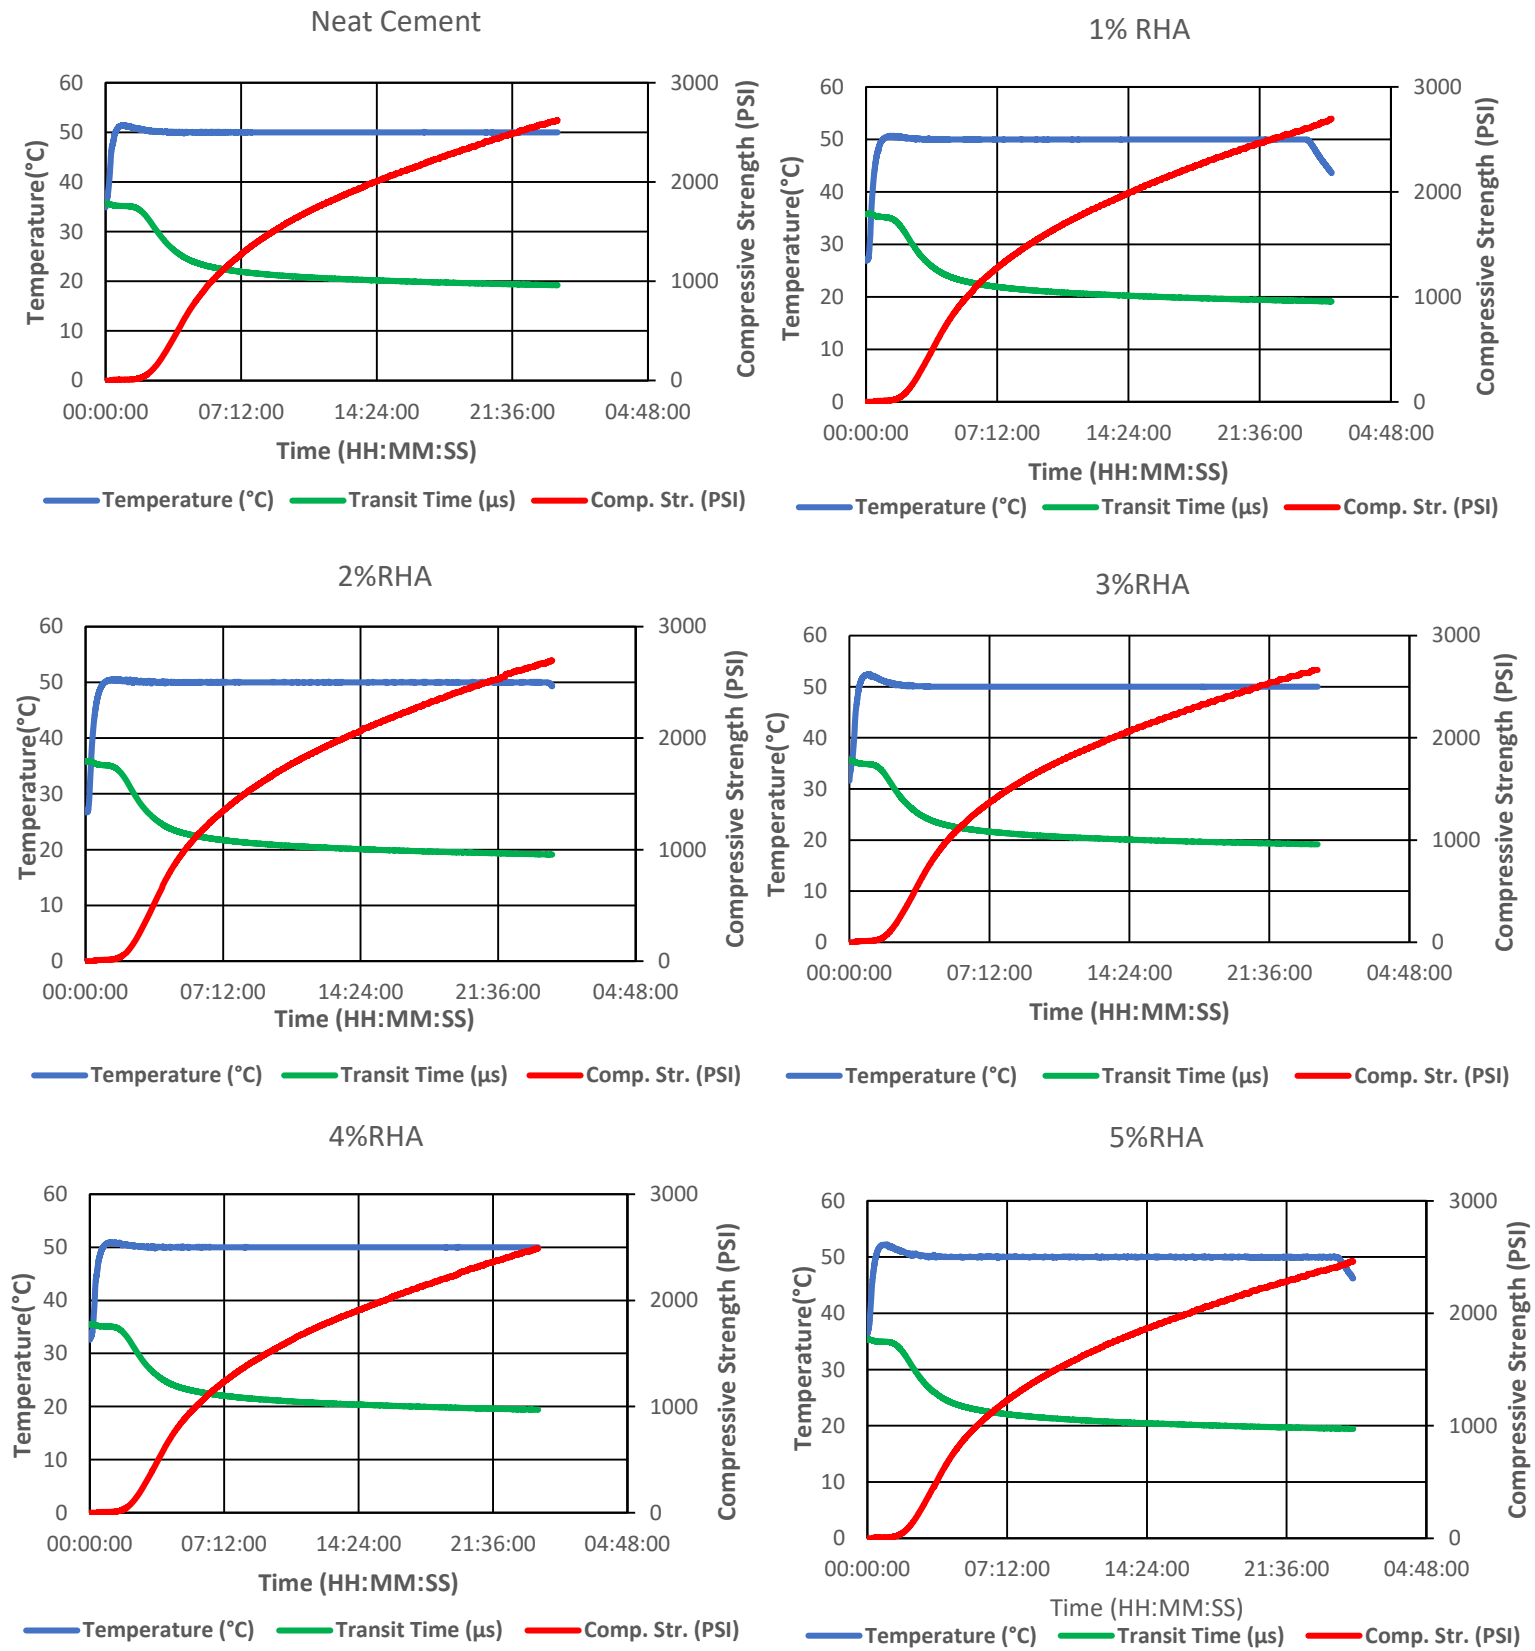 Neat Cement
60
50
40
30
20
10
0
3000
2000
1000
0
Temperature(°C)
Compressive Strength (PSI)
00:00:00 07:12:00 14:24:00 21:36:00 04:48:00
Time (HH:MM:SS)
Temperature (°C) Transit Time (µs) Comp. Str. (PSI)
1% RHA
60
50
40
30
20
10
0
3000
2000
1000
0
Temperature(°C)
Compressive Strength (PSI)
00:00:00 07:12:00 14:24:00 21:36:00 04:48:00
Time (HH:MM:SS)
Temperature (°C) Transit Time (µs) Comp. Str. (PSI)
2%RHA
60
50
40
30
20
10
0
3000
2000
1000
0
Temperature(°C)
Compressive Strength (PSI)
00:00:00 07:12:00 14:24:00 21:36:00 04:48:00
Time (HH:MM:SS)
Temperature (°C) Transit Time (µs) Comp. Str. (PSI)
3%RHA
60
50
40
30
20
10
0
3000
2000
1000
0
Temperature(°C)
Compressive Strength (PSI)
00:00:00 07:12:00 14:24:00 21:36:00 04:48:00
Time (HH:MM:SS)
Temperature (°C) Transit Time (µs) Comp. Str. (PSI)
4%RHA
60
50
40
30
20
10
0
3000
2000
1000
0
Temperature(°C)
Compressive Strength (PSI)
00:00:00 07:12:00 14:24:00 21:36:00 04:48:00
Time (HH:MM:SS)
Temperature (°C) Transit Time (µs) Comp. Str. (PSI)
5%RHA
60
50
40
30
20
10
0
3000
2000
1000
0
Temperature(°C)
Compressive Strength (PSI)
00:00:00 07:12:00 14:24:00 21:36:00 04:48:00
Time (HH:MM:SS)
Temperature (°C) Transit Time (µs) Comp. Str. (PSI)